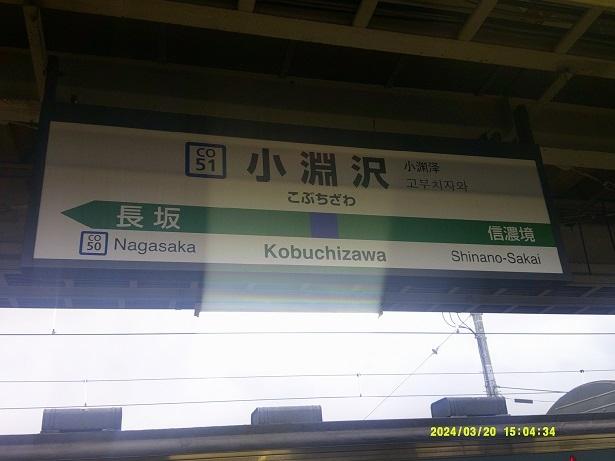 CO
51
小淵沢
小渊泽
고부치자와
こぶちざわ
長坂
信濃境
CO
50
Nagasaka
Kobuchizawa
Shinano-Sakai
2024/03/20 15:04:34